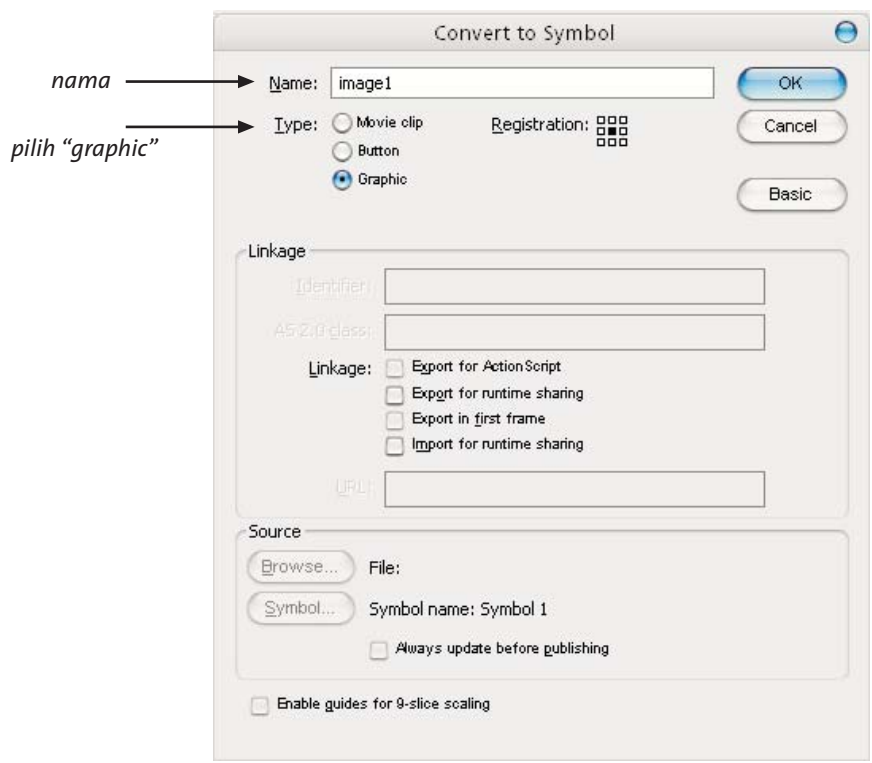 Convert to Symbol
nama
Name: image1
OK
Type: Movie clip
Registration:
Cancel
pilih “graphic”
Button
Graphic
Basic
Linkage
Identifier:
AS 2.0 class:
Linkage: Export for ActionScript
Export for runtime sharing
Export in first frame
Import for runtime sharing
URL:
Source
Browse... File:
Symbol... Symbol name: Symbol 1
Always update before publishing
Enable guides for 9-slice scaling